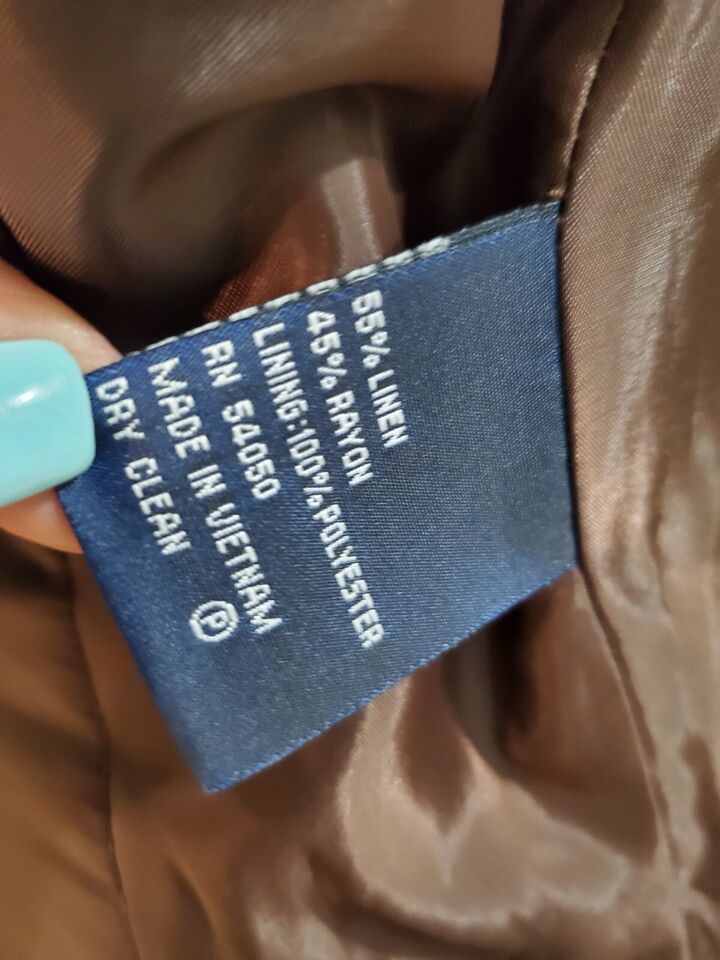 55% LINEN
45% RAYON
LINING:100%POLYESTER
RN 54050
MADE IN VIETNAM
DRY CLEAN
P